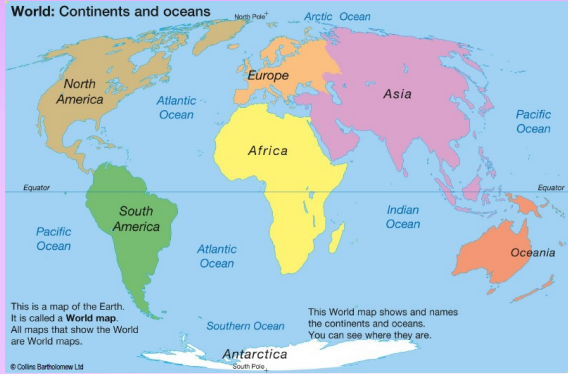 World: Continents and oceans
North Pole
Arctic Ocean
North
America
Europe
Asia
Atlantic
Ocean
Pacific
Ocean
Africa
Equator
Equator
South
America
Indian
Ocean
Pacific
Ocean
Atlantic
Ocean
Oceania
This is a map of the Earth.
It is called a World map.
All maps that show the World
are World maps.
This World map shows and names
the continents and oceans.
You can see where they are.
Southern Ocean
Antarctica
South Pole
© Collins Bartholomew Ltd